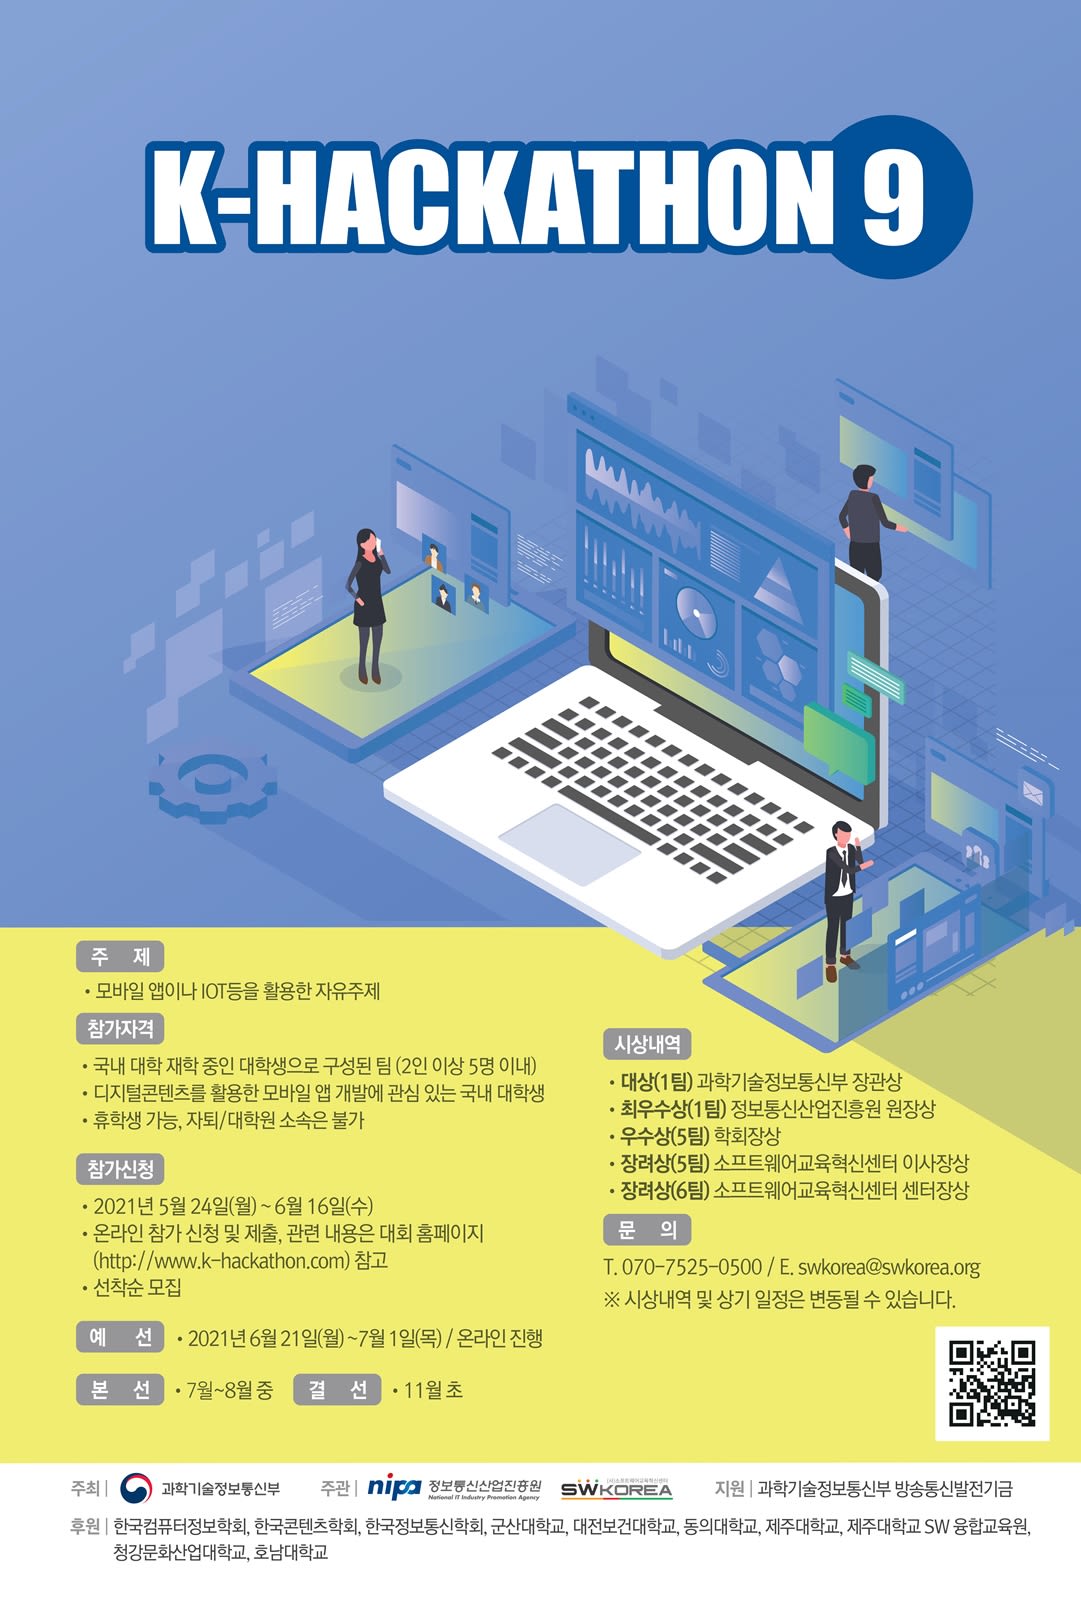 K-HACKATHON 9
주 제
• 모바일 앱이나 IOT등을 활용한 자유주제
참가자격
• 국내 대학 재학 중인 대학생으로 구성된 팀 (2인 이상 5명 이내)
• 디지털콘텐츠를 활용한 모바일 앱 개발에 관심 있는 국내 대학생
• 휴학생 가능, 자퇴/대학원 소속은 불가
참가신청
• 2021년 5월 24일(월) ~ 6월 16일(수)
• 온라인 참가 신청 및 제출, 관련 내용은 대회 홈페이지
(http://www.k-hackathon.com) 참고
• 선착순 모집
예 선 • 2021년 6월 21일(월) ~7월 1일(목) / 온라인 진행
본 선 • 7월~8월 중 결 선 • 11월 초
시상내역
• 대상(1팀) 과학기술정보통신부 장관상
• 최우수상(1팀) 정보통신산업진흥원 원장상
• 우수상(5팀) 학회장상
• 장려상(5팀) 소프트웨어교육혁신센터 이사장상
• 장려상(6팀) 소프트웨어교육혁신센터 센터장상
문 의
T. 070-7525-0500 / E. swkorea@swkorea.org
※ 시상내역 및 상기 일정은 변동될 수 있습니다.
주최 | 과학기술정보통신부 주관 | nipa 정보통신산업진흥원 National IT Industry Promotion Agency (사)소프트웨어교육혁신센터 SWKOREA 지원 | 과학기술정보통신부 방송통신발전기금
후원 | 한국컴퓨터정보학회, 한국콘텐츠학회, 한국정보통신학회, 군산대학교, 대전보건대학교, 동의대학교, 제주대학교, 제주대학교 SW 융합교육원,
청강문화산업대학교, 호남대학교